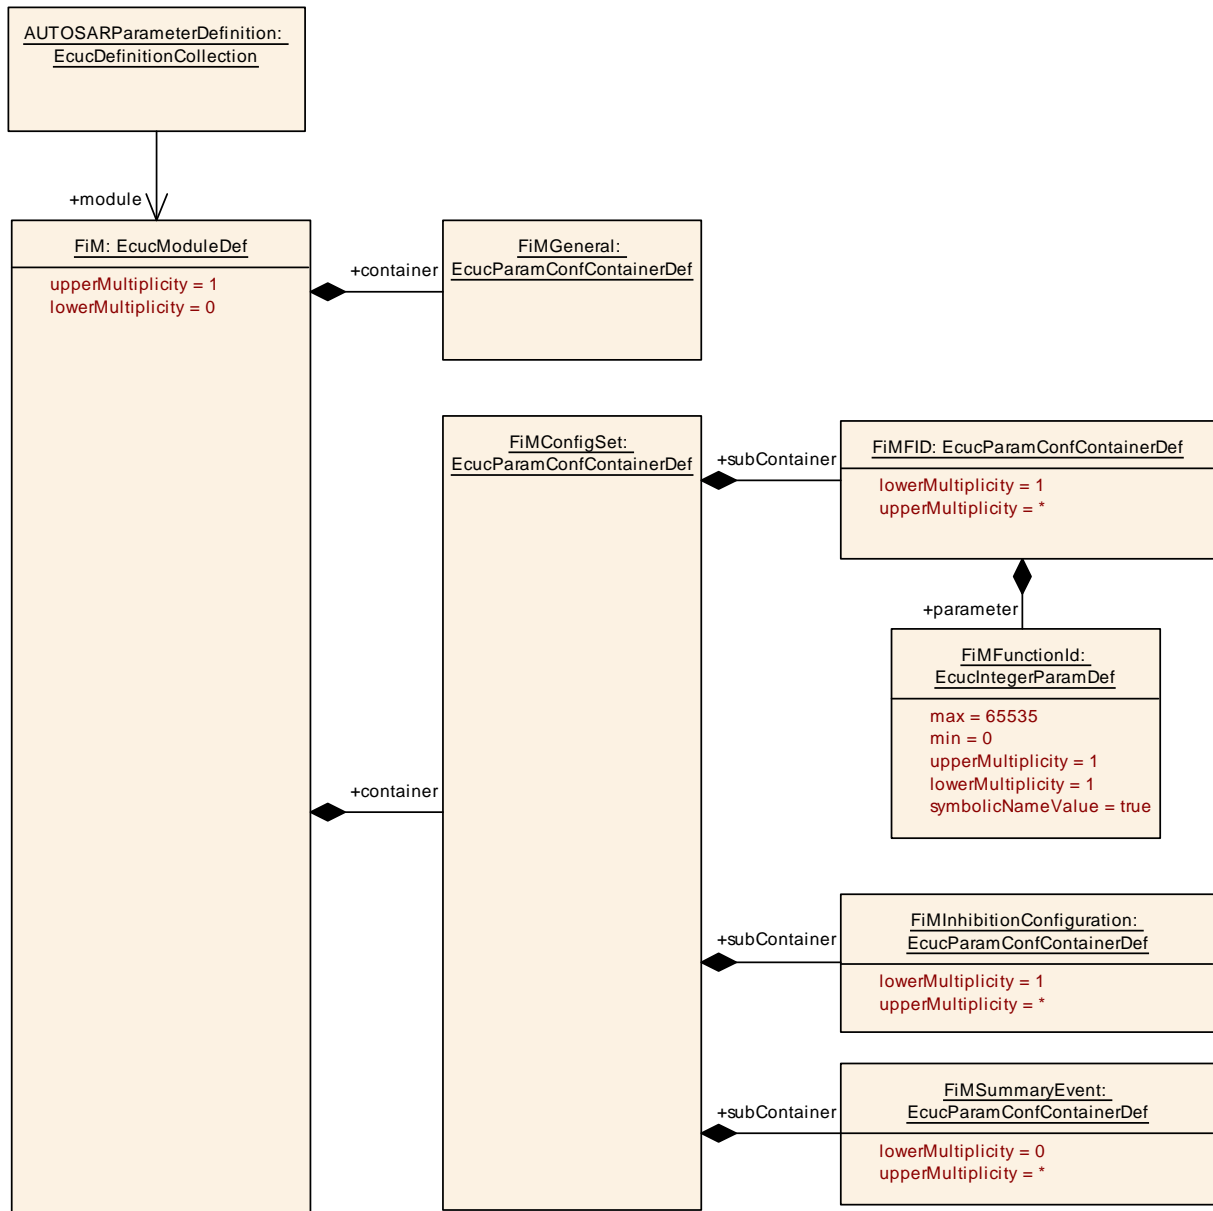 AUTOSARParameterDefinition:
EcucDefinitionCollection
+module
FiM: EcucModuleDef
upperMultiplicity = 1
lowerMultiplicity = 0
+container
FiMGeneral:
EcucParamConfContainerDef
+container
FiMConfigSet:
EcucParamConfContainerDef
+subContainer
FiMFID: EcucParamConfContainerDef
lowerMultiplicity = 1
upperMultiplicity = *
+parameter
FiMFunctionId:
EcucIntegerParamDef
max = 65535
min = 0
upperMultiplicity = 1
lowerMultiplicity = 1
symbolicNameValue = true
+subContainer
FiMInhibitionConfiguration:
EcucParamConfContainerDef
lowerMultiplicity = 1
upperMultiplicity = *
+subContainer
FiMSummaryEvent:
EcucParamConfContainerDef
lowerMultiplicity = 0
upperMultiplicity = *